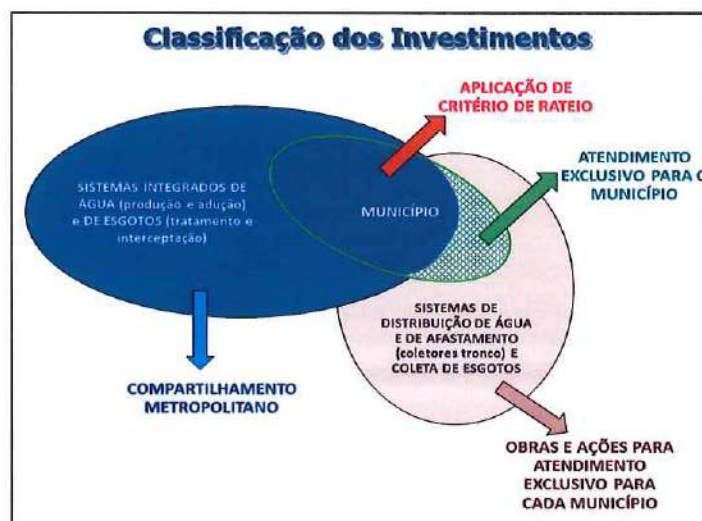 Classificação dos Investimentos
APLICAÇÃO DE
CRITÉRIO DE RATEIO
ATENDIMENTO
EXCLUSIVO PARA O
MUNICÍPIO
SISTEMAS INTEGRADOS DE
ÁGUA (produção e adução)
e DE ESGOTOS (tratamento e
interceptação)
MUNICÍPIO
SISTEMAS DE
DISTRIBUIÇÃO DE ÁGUA
E DE AFASTAMENTO
(coletores tronco) E
COLETA DE ESGOTOS
COMPARTILHAMENTO
METROPOLITANO
OBRAS E AÇÕES PARA
ATENDIMENTO
EXCLUSIVO PARA
CADA MUNICÍPIO